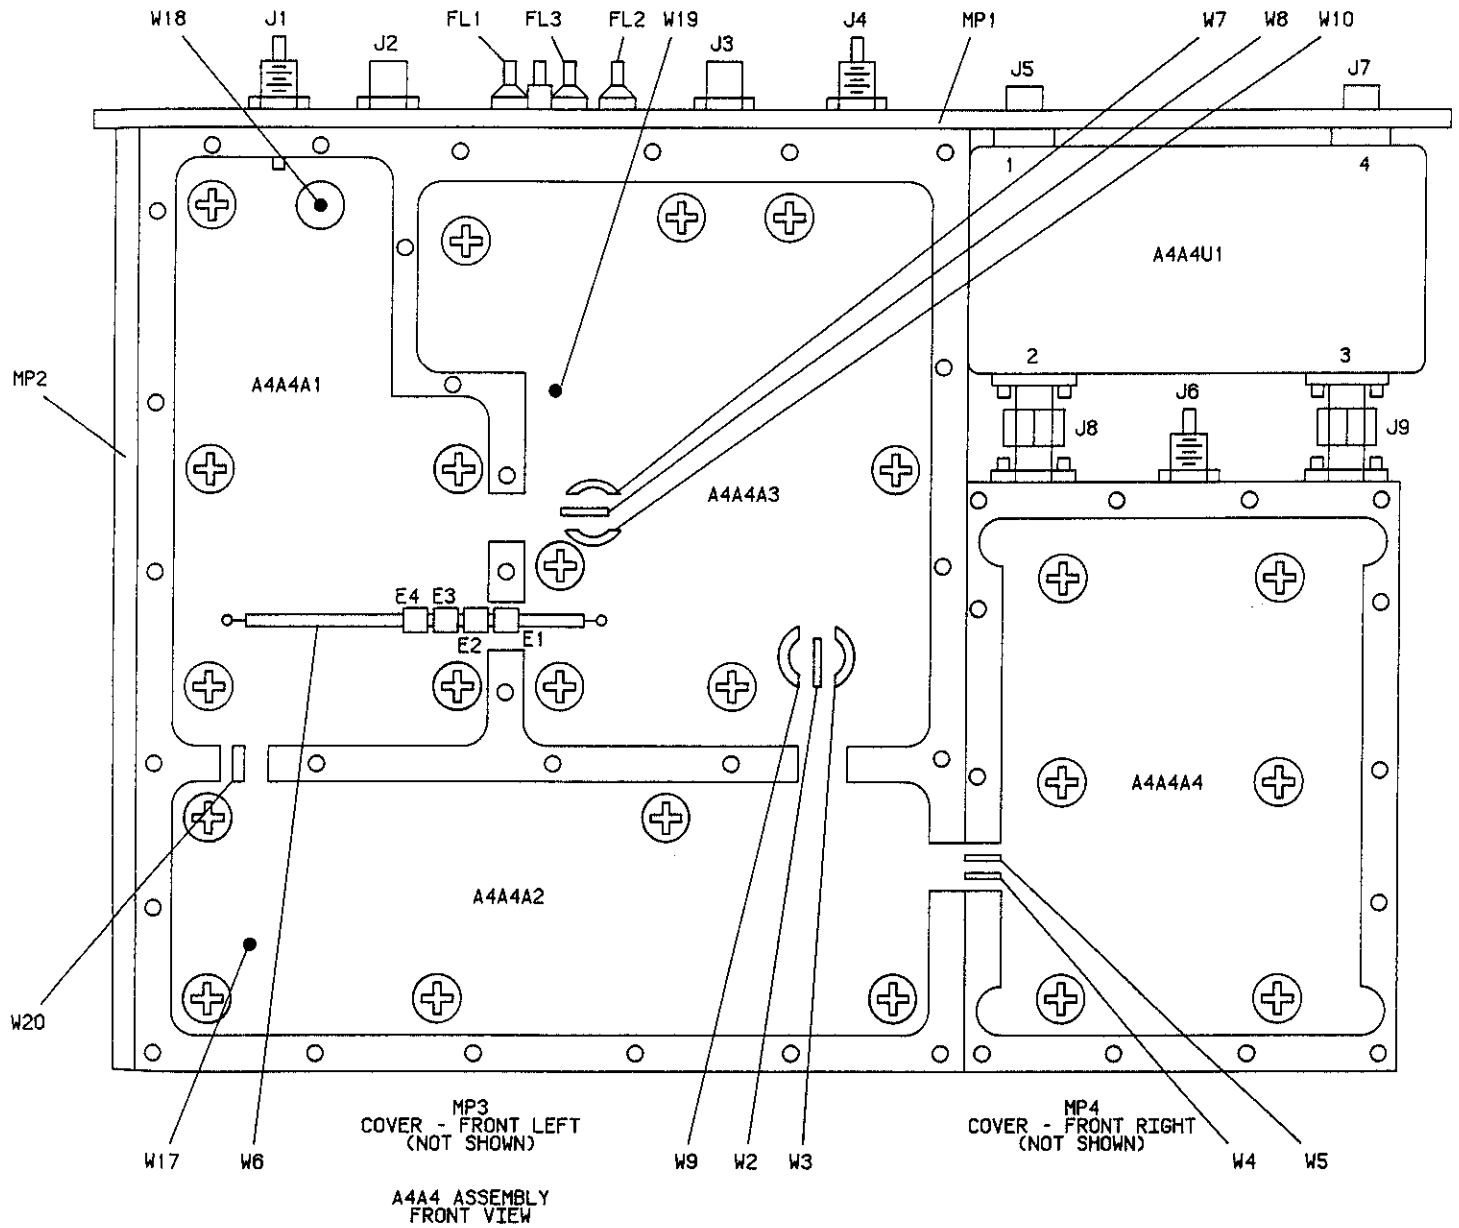 W18 J1 FL1 FL3 FL2 W19 J4 MP1 W7 W8 W10
J2 J3 J5 J7
1 4
A4A4U1
2 3
MP2 A4A4A1 J6
J8 J9
A4A4A3
E4 E3
E2 E1
A4A4A4
A4A4A2
W20
MP3
COVER - FRONT LEFT
(NOT SHOWN)
MP4
COVER - FRONT RIGHT
(NOT SHOWN)
W17 W6 W9 W2 W3 W4 W5
A4A4 ASSEMBLY
FRONT VIEW